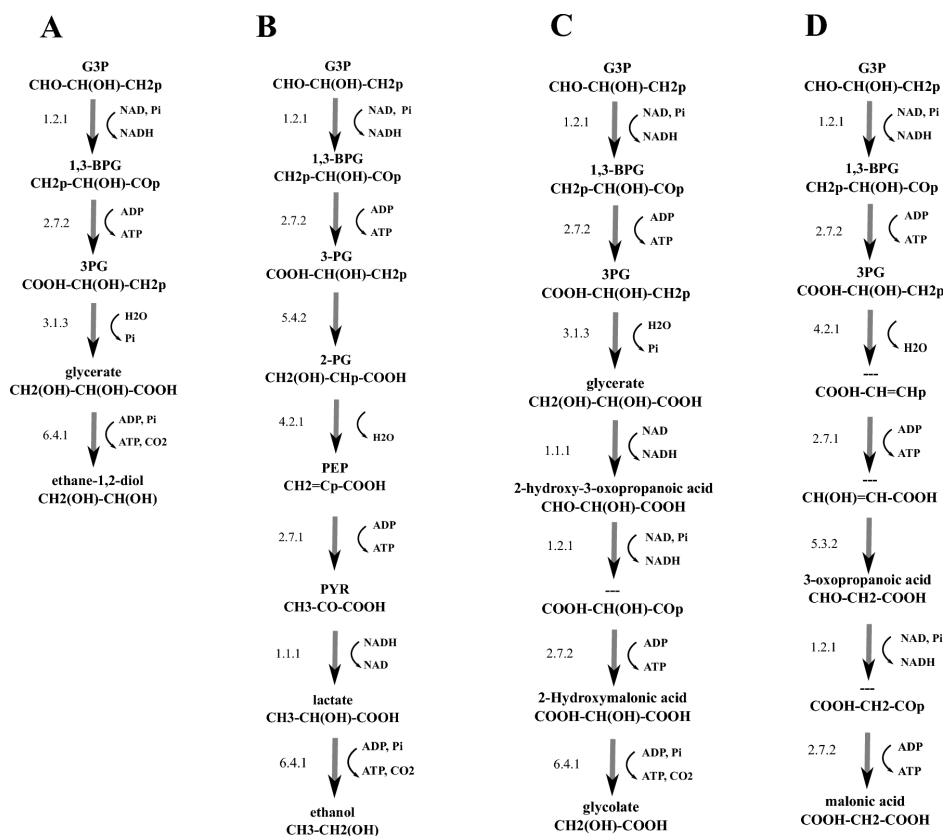 A
G3P
CHO-CH(OH)-CH2p
1.2.1
NAD, Pi
NADH
1,3-BPG
CH2p-CH(OH)-COp
2.7.2
ADP
ATP
3PG
COOH-CH(OH)-CH2p
3.1.3
H2O
Pi
glycerate
CH2(OH)-CH(OH)-COOH
6.4.1
ADP, Pi
ATP, CO2
ethane-1,2-diol
CH2(OH)-CH(OH)
B
G3P
CHO-CH(OH)-CH2p
1.2.1
NAD, Pi
NADH
1,3-BPG
CH2p-CH(OH)-COp
2.7.2
ADP
ATP
3-PG
COOH-CH(OH)-CH2p
5.4.2
2-PG
CH2(OH)-CHp-COOH
4.2.1
H2O
PEP
CH2=Cp-COOH
2.7.1
ADP
ATP
PYR
CH3-CO-COOH
1.1.1
NADH
NAD
lactate
CH3-CH(OH)-COOH
6.4.1
ADP, Pi
ATP, CO2
ethanol
CH3-CH2(OH)
C
G3P
CHO-CH(OH)-CH2p
1.2.1
NAD, Pi
NADH
1,3-BPG
CH2p-CH(OH)-COp
2.7.2
ADP
ATP
3PG
COOH-CH(OH)-CH2p
3.1.3
H2O
Pi
glycerate
CH2(OH)-CH(OH)-COOH
1.1.1
NAD
NADH
2-hydroxy-3-oxopropanoic acid
CHO-CH(OH)-COOH
1.2.1
NAD, Pi
NADH
---
COOH-CH(OH)-COp
2.7.2
ADP
ATP
2-Hydroxymalonic acid
COOH-CH(OH)-COOH
6.4.1
ADP, Pi
ATP, CO2
glycolate
CH2(OH)-COOH
D
G3P
CHO-CH(OH)-CH2p
1.2.1
NAD, Pi
NADH
1,3-BPG
CH2p-CH(OH)-COp
2.7.2
ADP
ATP
3PG
COOH-CH(OH)-CH2p
4.2.1
H2O
---
COOH-CH=CHp
2.7.1
ADP
ATP
---
CH(OH)=CH-COOH
5.3.2
3-oxopropanoic acid
CHO-CH2-COOH
1.2.1
NAD, Pi
NADH
---
COOH-CH2-COp
2.7.2
ADP
ATP
malonic acid
COOH-CH2-COOH